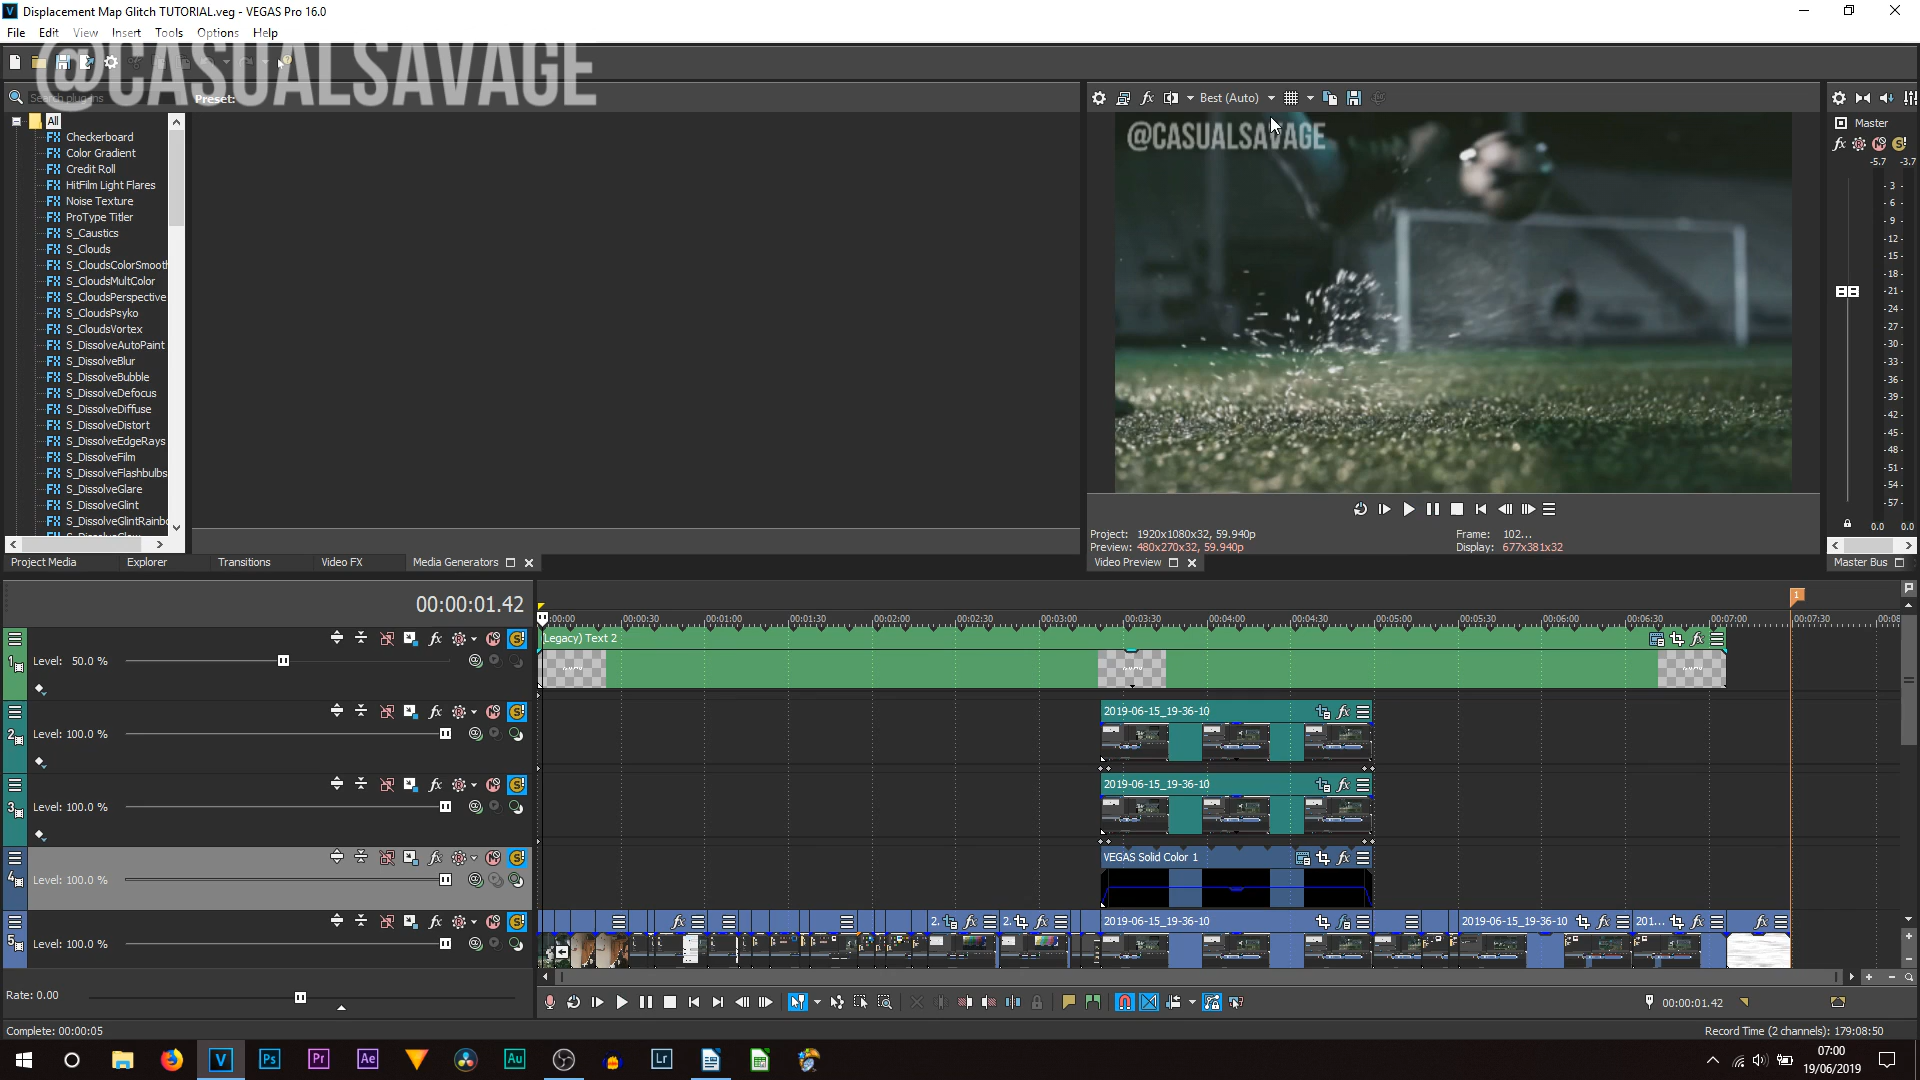 Displacement Map Glitch TUTORIAL.veg - VEGAS Pro 16.0
File Edit View Insert Tools Options Help
@CASUALSAVAGE
Search plug-ins
Preset:
All
Checkerboard
Color Gradient
Credit Roll
HitFilm Light Flares
Noise Texture
ProType Titler
S_Caustics
S_Clouds
S_CloudsColorSmooth
S_CloudsMultColor
S_CloudsPerspective
S_CloudsPsyko
S_CloudsVortex
S_DissolveAutoPaint
S_DissolveBlur
S_DissolveBubble
S_DissolveDefocus
S_DissolveDiffuse
S_DissolveDistort
S_DissolveEdgeRays
S_DissolveFilm
S_DissolveFlashbulbs
S_DissolveGlare
S_DissolveGlint
S_DissolveGlintRainbo
Project Media Explorer Transitions Video FX Media Generators
Best (Auto)
@CASUALSAVAGE
Project: 1920x1080x32, 59.940p
Frame: 102...
Preview: 480x270x32, 59.940p
Display: 677x381x32
Video Preview
Master
-5.7 -3.7
- 3 -
- 6 -
- 9 -
-12-
-15-
-18-
-21-
-24-
-27-
-30-
-33-
-36-
-39-
-42-
-45-
-48-
-51-
-54-
-57-
0.0 0.0
Master Bus
00:00:01.42
1
:00:00 00:00:30 00:01:00 00:01:30 00:02:00 00:02:30 00:03:00 00:03:30 00:04:00 00:04:30 00:05:00 00:05:30 00:06:00 00:06:30 00:07:00 00:07:30 00:08
(Legacy) Text 2
1 Level: 50.0 %
2019-06-15_19-36-10
2 Level: 100.0 %
2019-06-15_19-36-10
3 Level: 100.0 %
VEGAS Solid Color 1
4 Level: 100.0 %
2. 2. 2019-06-15_19-36-10 2019-06-15_19-36-10 201...
5 Level: 100.0 %
Rate: 0.00
00:00:01.42
Complete: 00:00:05
Record Time (2 channels): 179:08:50
V Ps Pr Ae Au Lr
07:00
19/06/2019